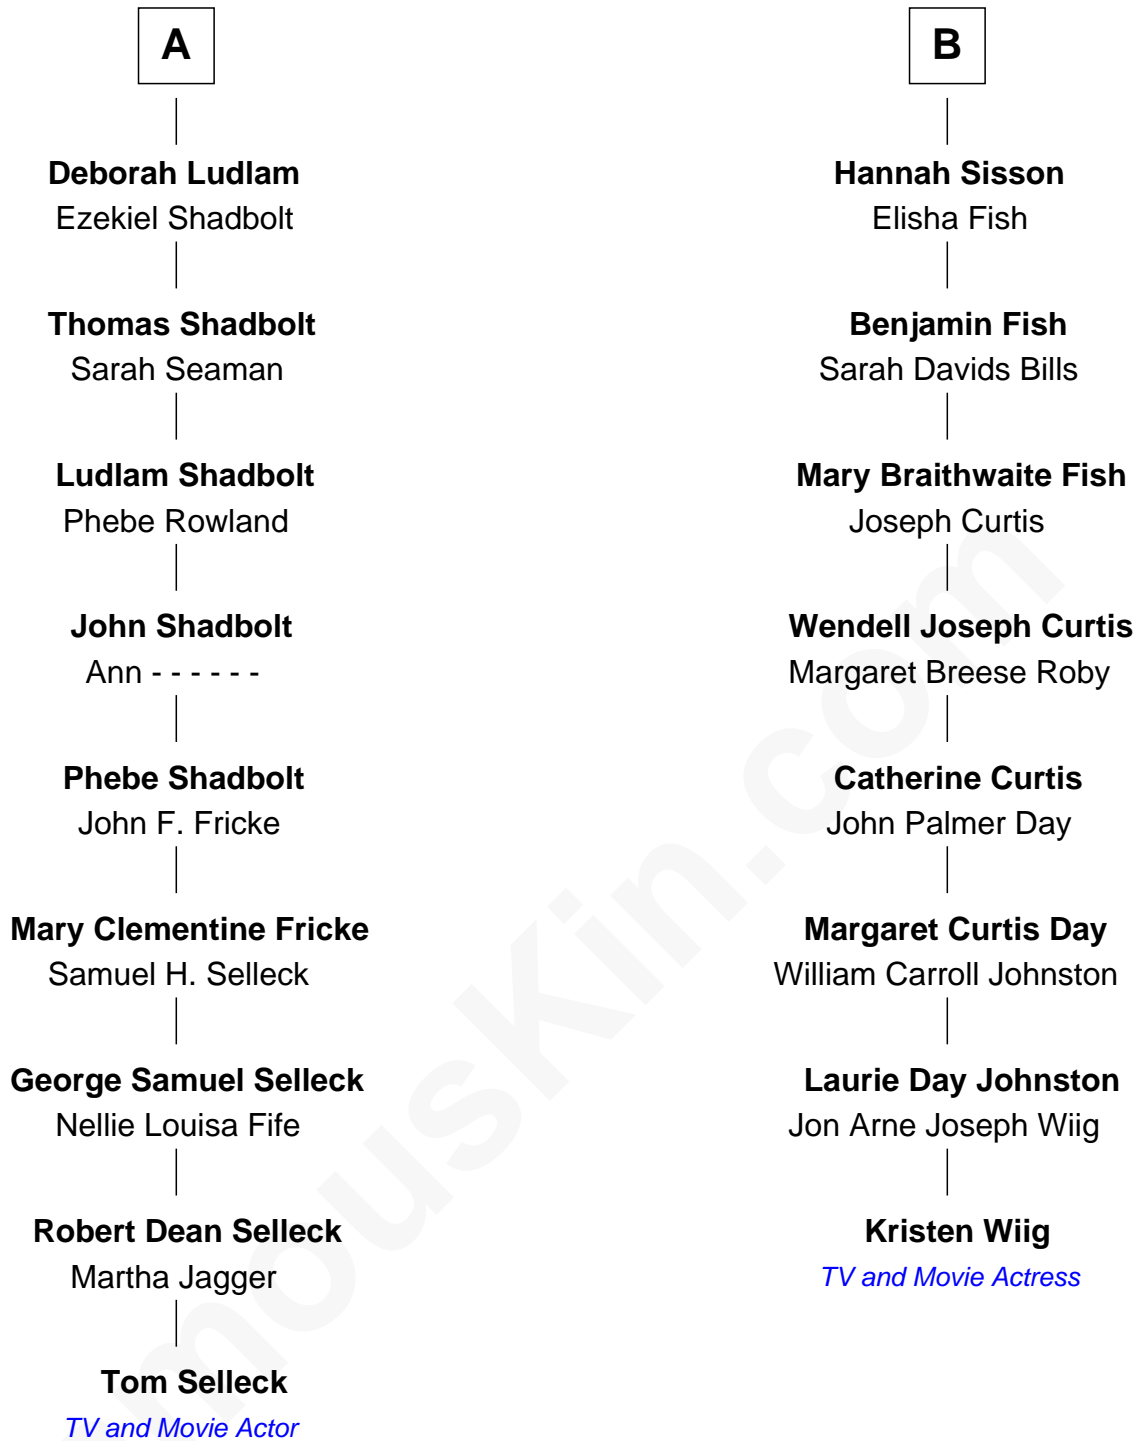 A
Deborah Ludlam
Ezekiel Shadbolt
Thomas Shadbolt
Sarah Seaman
Ludlam Shadbolt
Phebe Rowland
John Shadbolt
Ann - - - - - -
Phebe Shadbolt
John F. Fricke
Mary Clementine Fricke
Samuel H. Selleck
George Samuel Selleck
Nellie Louisa Fife
Robert Dean Selleck
Martha Jagger
Tom Selleck
TV and Movie Actor
B
Hannah Sisson
Elisha Fish
Benjamin Fish
Sarah Davids Bills
Mary Braithwaite Fish
Joseph Curtis
Wendell Joseph Curtis
Margaret Breese Roby
Catherine Curtis
John Palmer Day
Margaret Curtis Day
William Carroll Johnston
Laurie Day Johnston
Jon Arne Joseph Wiig
Kristen Wiig
TV and Movie Actress
mousKin.com